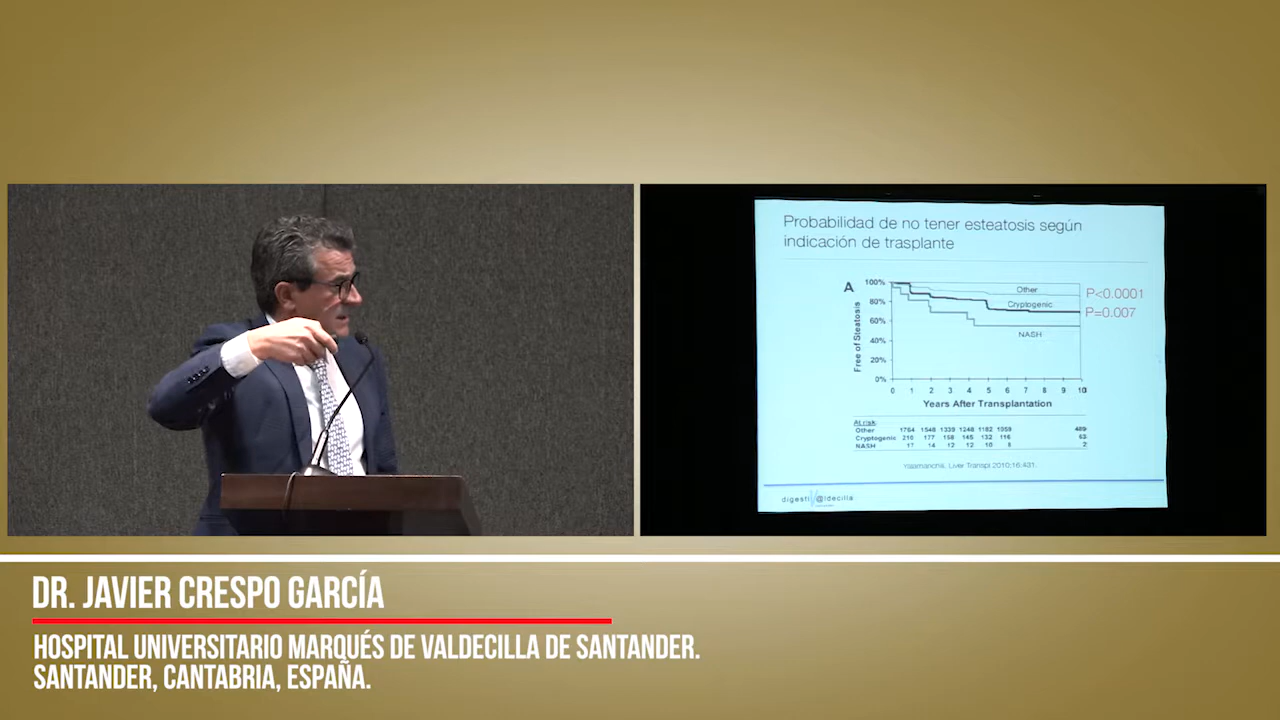 Probabilidad de no tener esteatosis según
indicación de trasplante
A
Free of Steatosis
100%
80%
60%
40%
20%
0%
Other
Cryptogenic
NASH
P<0.0001
P=0.007
0 1 2 3 4 5 6 7 8 9 10
Years After Transplantation
At risk:
Other 1764 1548 1339 1248 1182 1059 489
Cryptogenic 210 177 158 145 132 116 63
NASH 17 14 12 12 10 8 2
Yalamanchili. Liver Transpl 2010;16:431.
DR. JAVIER CRESPO GARCÍA
HOSPITAL UNIVERSITARIO MARQUÉS DE VALDECILLA DE SANTANDER.
SANTANDER, CANTABRIA, ESPAÑA.